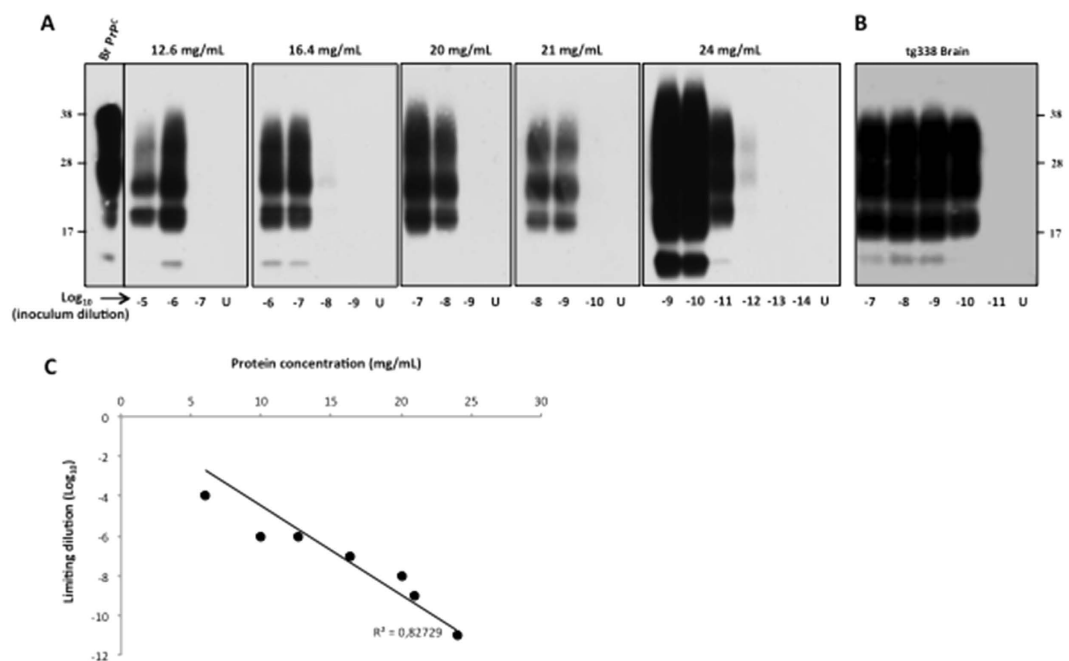 A
B
Br PrpC
12.6 mg/mL
16.4 mg/mL
20 mg/mL
21 mg/mL
24 mg/mL
tg338 Brain
38
28
17
38
28
17
Log10
(inoculum dilution)
-5 -6 -7 U
-6 -7 -8 -9 U
-7 -8 -9 U
-8 -9 -10 U
-9 -10 -11 -12 -13 -14 U
-7 -8 -9 -10 -11 U
C
Protein concentration (mg/mL)
0 5 10 15 20 25 30
0
-2
-4
-6
-8
-10
-12
Limiting dilution (Log10)
R² = 0,82729